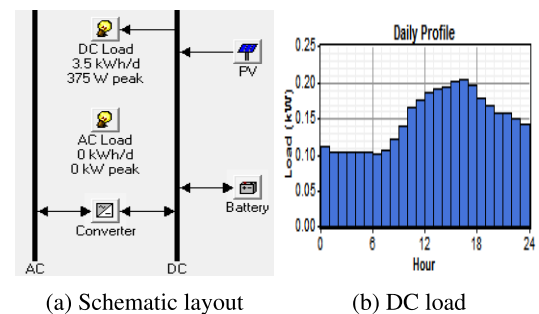 DC Load
3.5 kWh/d
375 W peak
PV
AC Load
0 kWh/d
0 kW peak
Battery
Converter
AC
DC
(a) Schematic layout
Daily Profile
Load (kW)
0.25
0.20
0.15
0.10
0.05
0.00
0
6
12
18
24
Hour
(b) DC load